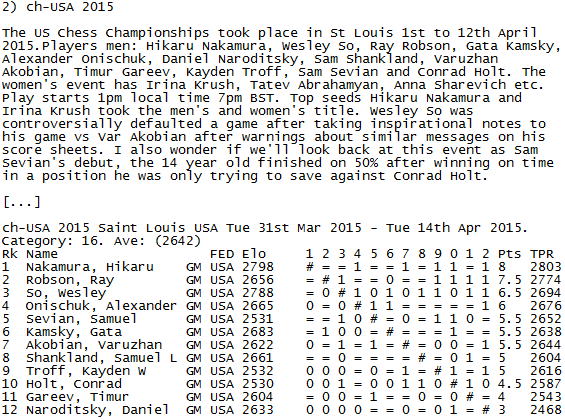 2) ch-USA 2015
The US Chess Championships took place in St Louis 1st to 12th April
2015.Players men: Hikaru Nakamura, Wesley So, Ray Robson, Gata Kamsky,
Alexander Onischuk, Daniel Naroditsky, Sam Shankland, Varuzhan
Akobian, Timur Gareev, Kayden Troff, Sam Sevian and Conrad Holt. The
women's event has Irina Krush, Tatev Abrahamyan, Anna Sharevich etc.
Play starts 1pm local time 7pm BST. Top seeds Hikaru Nakamura and
Irina Krush took the men's and women's title. Wesley So was
controversially defaulted a game after taking inspirational notes to
his game vs Var Akobian after warnings about similar messages on his
score sheets. I also wonder if we'll look back at this event as Sam
Sevian's debut, the 14 year old finished on 50% after winning on time
in a position he was only trying to save against Conrad Holt.
[...]
ch-USA 2015 Saint Louis USA Tue 31st Mar 2015 - Tue 14th Apr 2015.
Category: 16. Ave: (2642)
Rk Name FED Elo 1 2 3 4 5 6 7 8 9 0 1 2 Pts TPR
1 Nakamura, Hikaru GM USA 2798 # = = 1 = = 1 = 1 1 = 1 8 2803
2 Robson, Ray GM USA 2656 = # 1 = = 0 = = 1 1 1 1 7.5 2774
3 So, Wesley GM USA 2788 = 0 # 1 0 1 0 1 1 0 1 1 6.5 2694
4 Onischuk, Alexander GM USA 2665 0 = 0 # 1 1 = = = = = 1 6 2676
5 Sevian, Samuel GM USA 2531 = = 1 0 # = 0 = 1 1 0 = 5.5 2652
6 Kamsky, Gata GM USA 2683 = 1 0 0 = # = = = 1 = = 5.5 2638
7 Akobian, Varuzhan GM USA 2622 0 = 1 = 1 = # = 0 0 = 1 5.5 2644
8 Shankland, Samuel L GM USA 2661 = = 0 = = = = # = 0 1 = 5 2604
9 Troff, Kayden W GM USA 2532 0 0 0 = 0 = 1 = # 1 = 1 5 2616
10 Holt, Conrad GM USA 2530 0 0 1 = 0 0 1 1 0 # 1 0 4.5 2587
11 Gareev, Timur GM USA 2604 = 0 0 = 1 = = 0 = 0 # = 4 2543
12 Naroditsky, Daniel GM USA 2633 0 0 0 0 = = 0 = 0 1 = # 3 2468